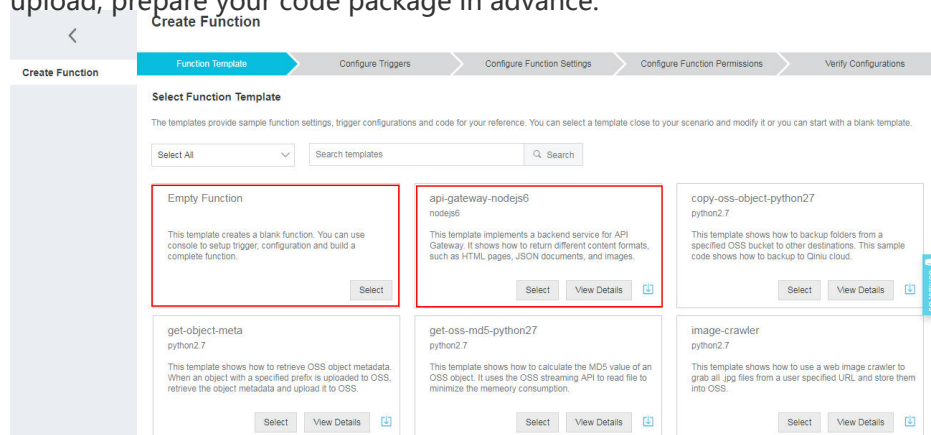 upload, prepare your code package in advance.
Create Function
Create Function
Function Template
Configure Triggers
Configure Function Settings
Configure Function Permissions
Verify Configurations
Select Function Template
The templates provide sample function settings, trigger configurations and code for your reference. You can select a template close to your scenario and modify it or you can start with a blank template.
Select All
Search templates
Search
Empty Function
This template creates a blank function. You can use
console to setup trigger, configuration and build a
complete function.
Select
api-gateway-nodejs6
nodejs6
This template implements a backend service for API
Gateway. It shows how to return different content formats,
such as HTML pages, JSON documents, and images.
Select View Details
copy-oss-object-python27
python2.7
This template shows how to backup folders from a
specified OSS bucket to other destinations. This sample
code shows how to backup to Qiniu cloud.
Select View Details
get-object-meta
python2.7
This template shows how to retrieve OSS object metadata.
When an object with a specified prefix is uploaded to OSS,
retrieve the object metadata and upload it to OSS.
Select View Details
get-oss-md5-python27
python2.7
This template shows how to calculate the MD5 value of an
OSS object. It uses the OSS streaming API to read file to
minimize the memeory consumption.
Select View Details
image-crawler
python2.7
This template shows how to use a web image crawler to
grab all .jpg files from a user specified URL and store them
into OSS.
Select View Details